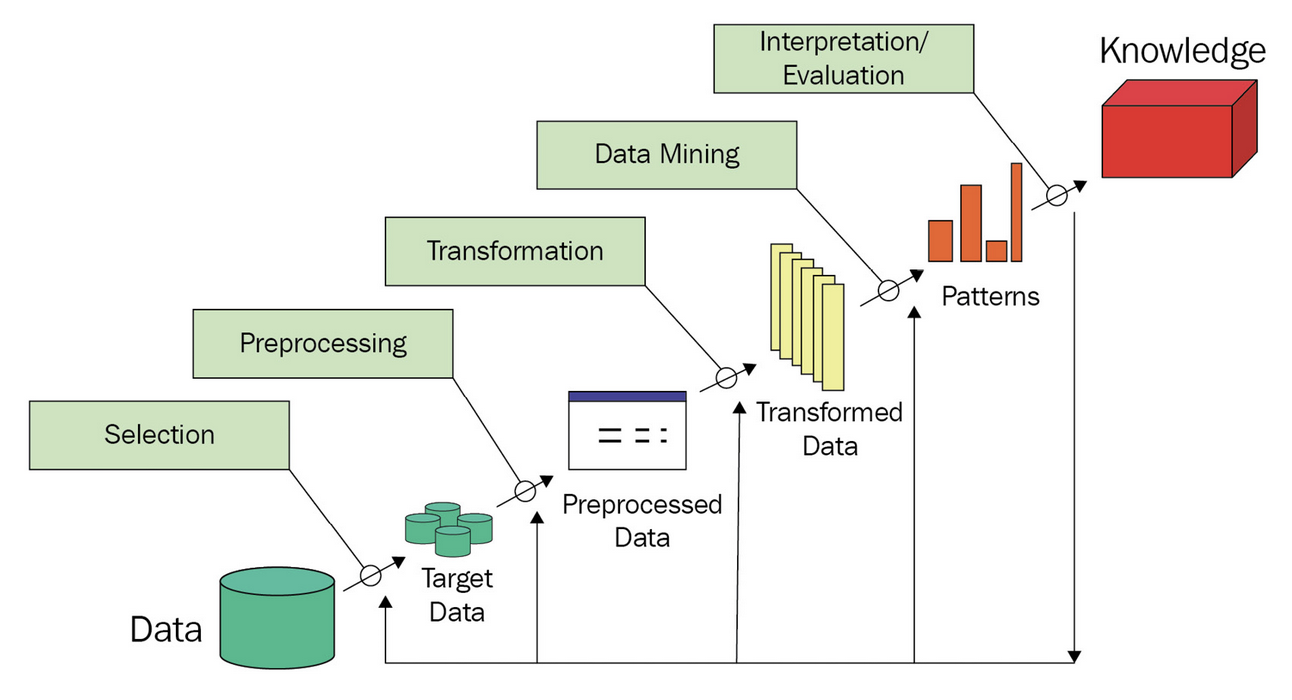 Interpretation/
Evaluation
Knowledge
Data Mining
Transformation
Patterns
Preprocessing
Transformed
Data
Selection
Preprocessed
Data
Target
Data
Data